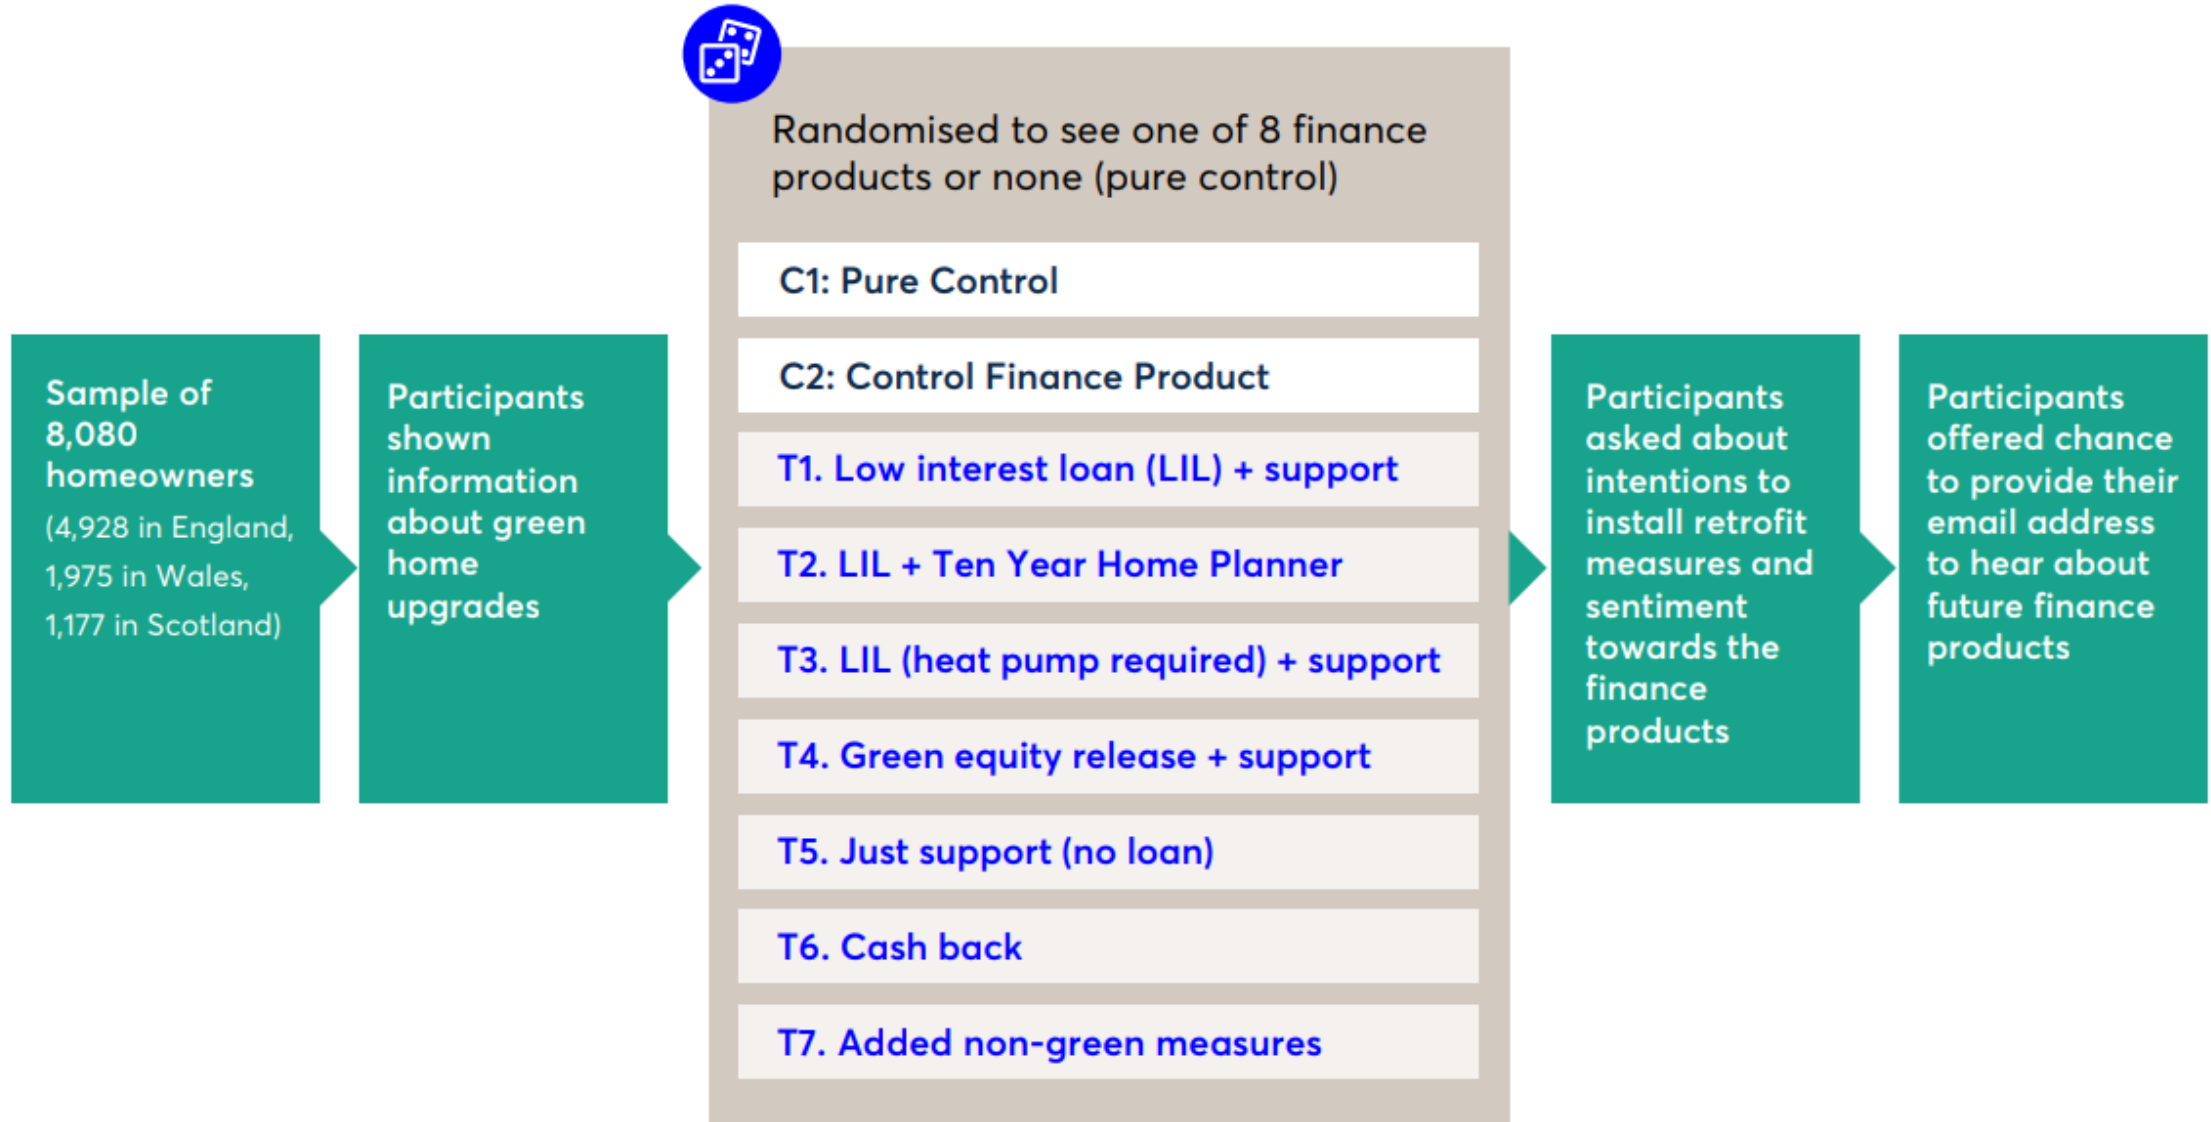 Sample of
8,080
homeowners
(4,928 in England,
1,975 in Wales,
1,177 in Scotland)
Participants
shown
information
about green
home
upgrades
Randomised to see one of 8 finance
products or none (pure control)
C1: Pure Control
C2: Control Finance Product
T1. Low interest loan (LIL) + support
T2. LIL + Ten Year Home Planner
T3. LIL (heat pump required) + support
T4. Green equity release + support
T5. Just support (no loan)
T6. Cash back
T7. Added non-green measures
Participants
asked about
intentions to
install retrofit
measures and
sentiment
towards the
finance
products
Participants
offered chance
to provide their
email address
to hear about
future finance
products